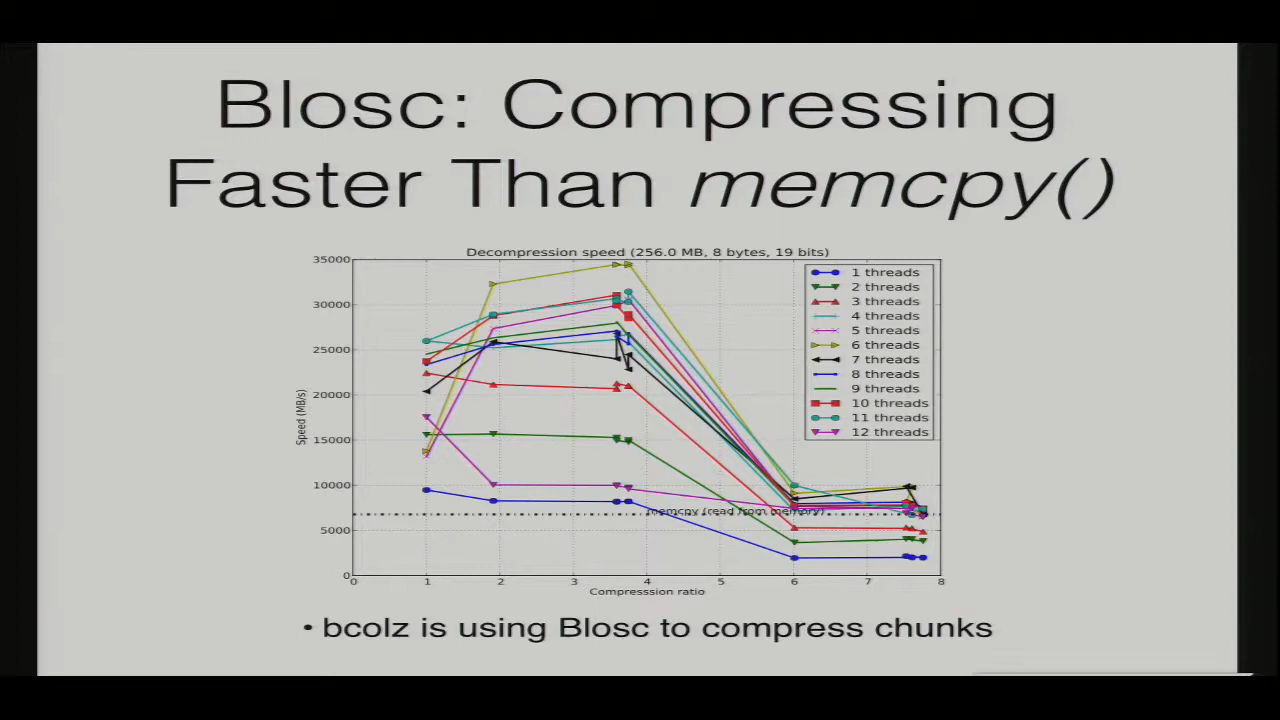 Blosc: Compressing
Faster Than memcpy()
Decompression speed (256.0 MB, 8 bytes, 19 bits)
35000
30000
25000
20000
15000
10000
5000
0
Speed (MB/s)
1 threads
2 threads
3 threads
4 threads
5 threads
6 threads
7 threads
8 threads
9 threads
10 threads
11 threads
12 threads
memcpy (read from memory)
0 1 2 3 4 5 6 7 8
Compresssion ratio
• bcolz is using Blosc to compress chunks